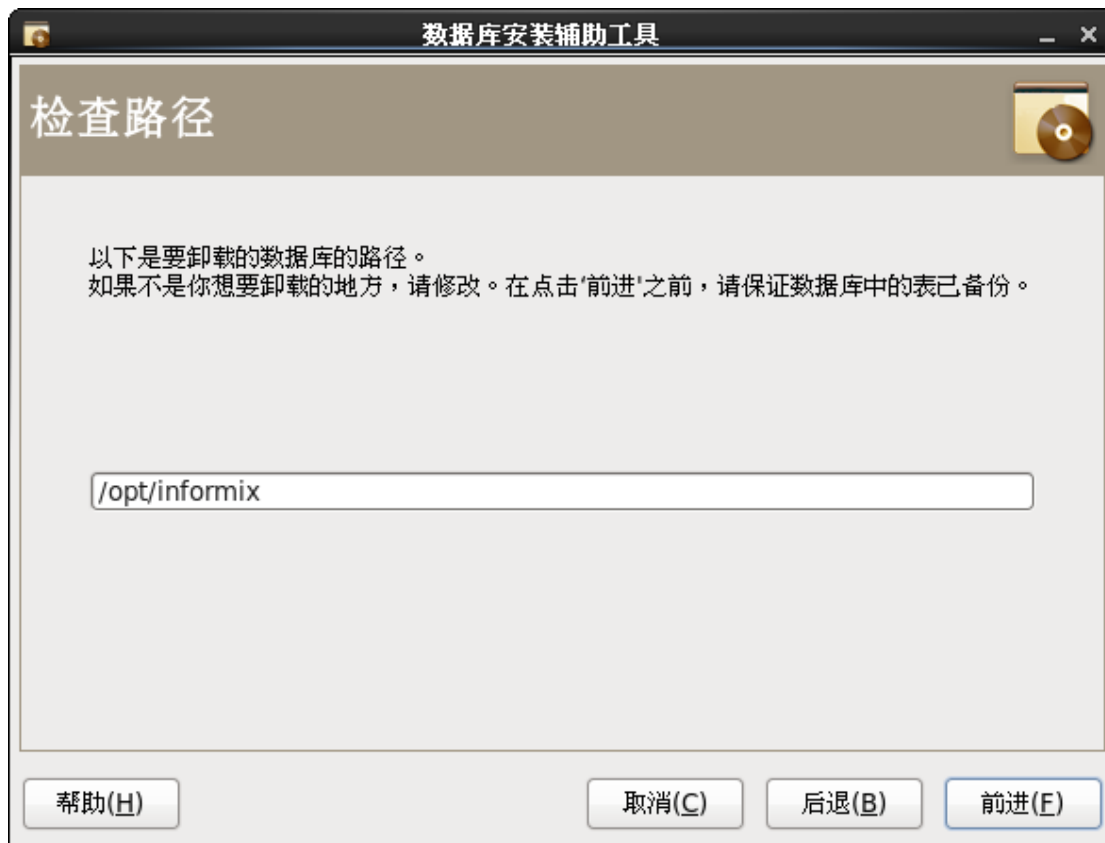 数据库安装辅助工具
检查路径
以下是要卸载的数据库的路径。
如果不是你想要卸载的地方，请修改。在点击'前进'之前，请保证数据库中的表已备份。
/opt/informix
帮助(H) 取消(C) 后退(B) 前进(F)